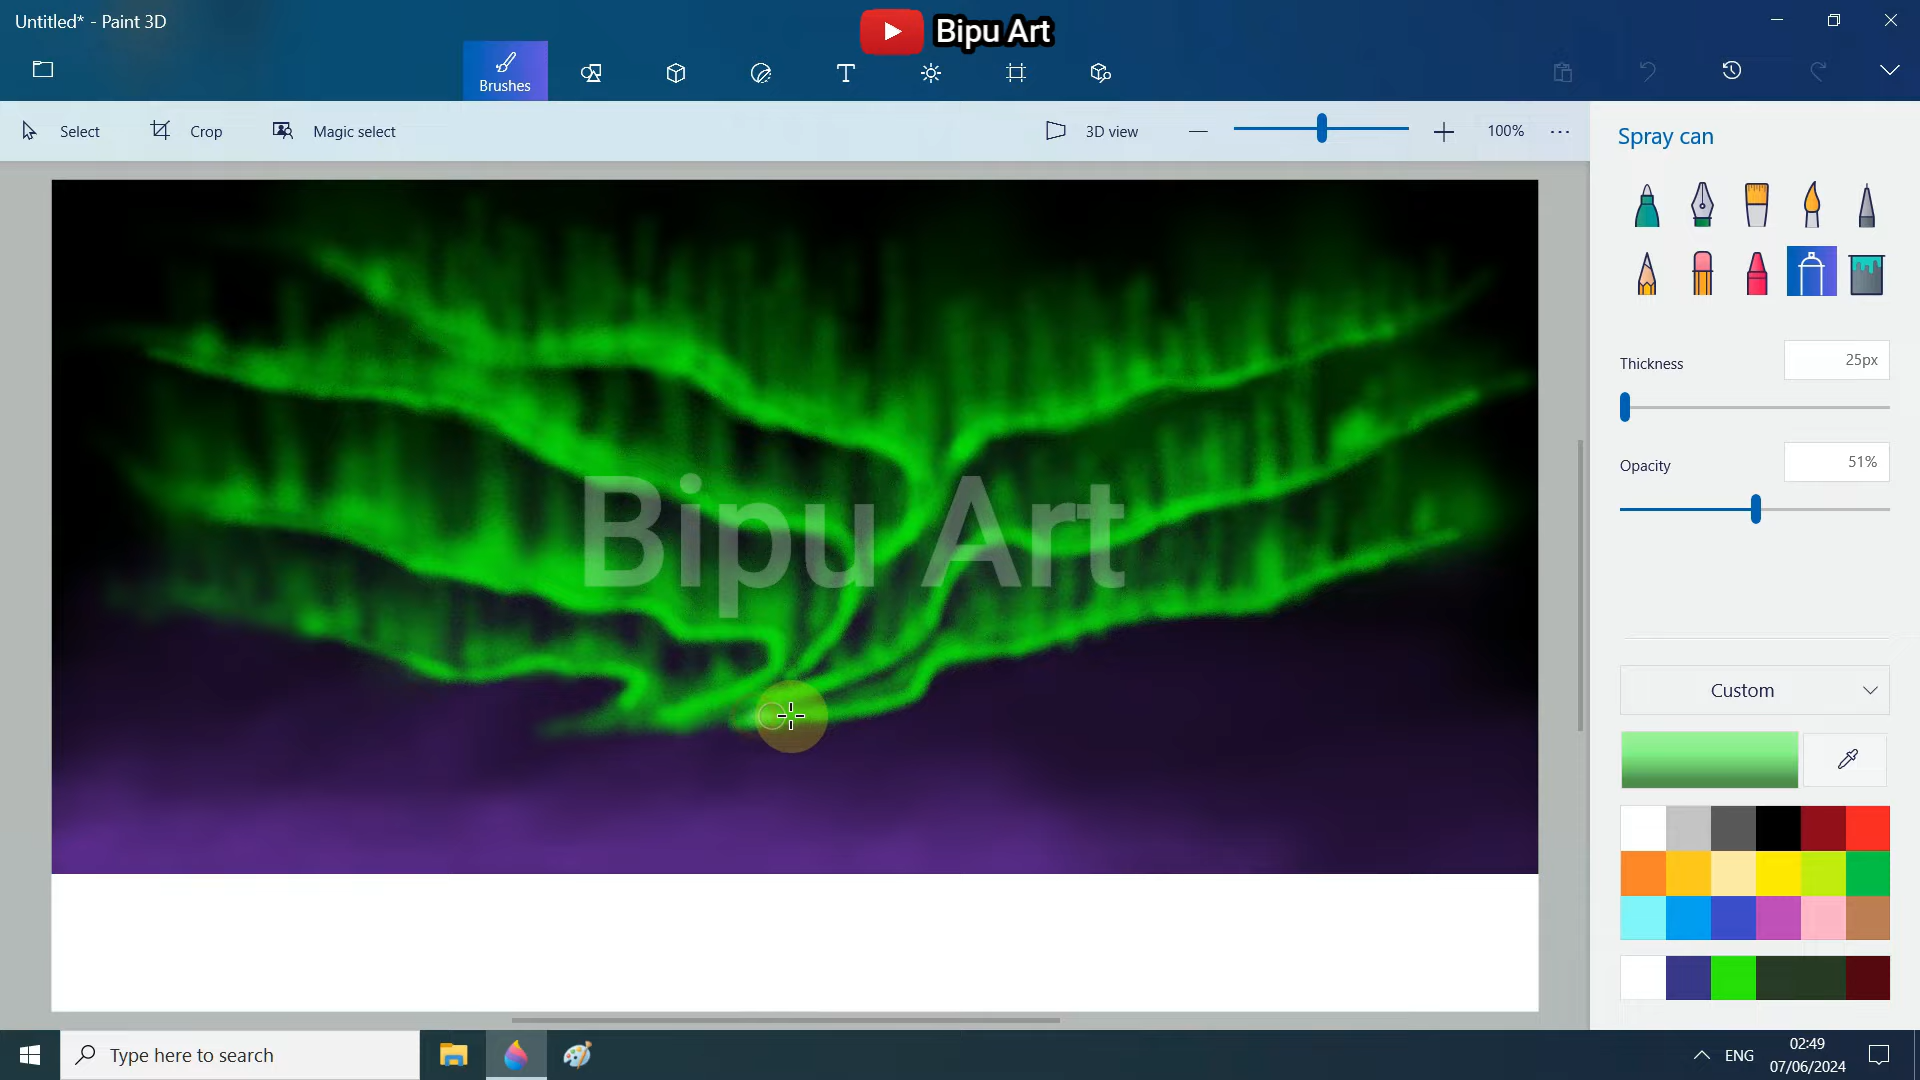 Untitled* - Paint 3D
Bipu Art
Brushes
Select
Crop
Magic select
3D view
100%
Spray can
Thickness
25px
Opacity
51%
Custom
Bipu Art
Type here to search
ENG
02:49
07/06/2024